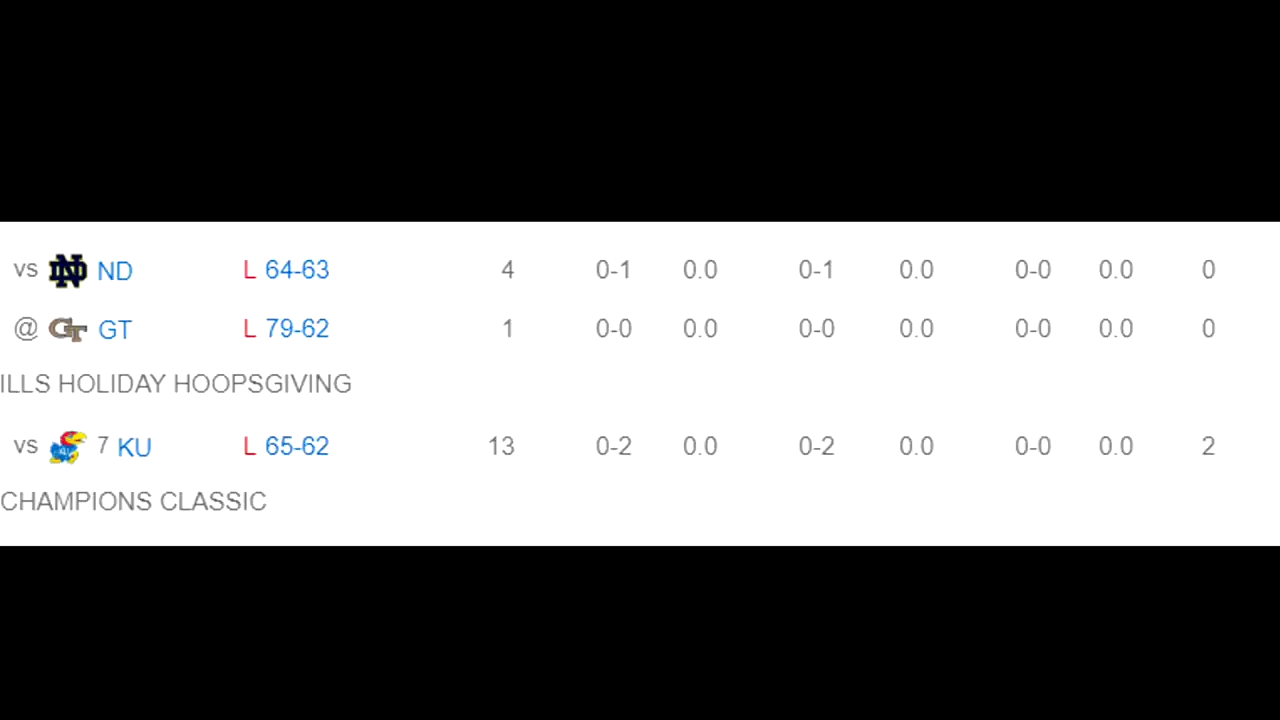 vs ND ND L 64-63 4 0-1 0.0 0-1 0.0 0-0 0.0 0
@ GT GT L 79-62 1 0-0 0.0 0-0 0.0 0-0 0.0 0
ILLS HOLIDAY HOOPSGIVING
vs KU 7 KU L 65-62 13 0-2 0.0 0-2 0.0 0-0 0.0 2
CHAMPIONS CLASSIC